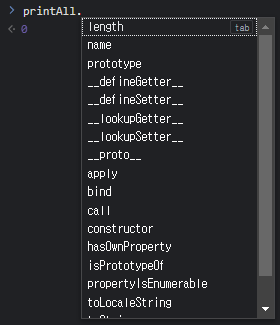 > printAll.
0
length tab
name
prototype
__defineGetter__
__defineSetter__
__lookupGetter__
__lookupSetter__
__proto__
apply
bind
call
constructor
hasOwnProperty
isPrototypeOf
propertyIsEnumerable
toLocaleString